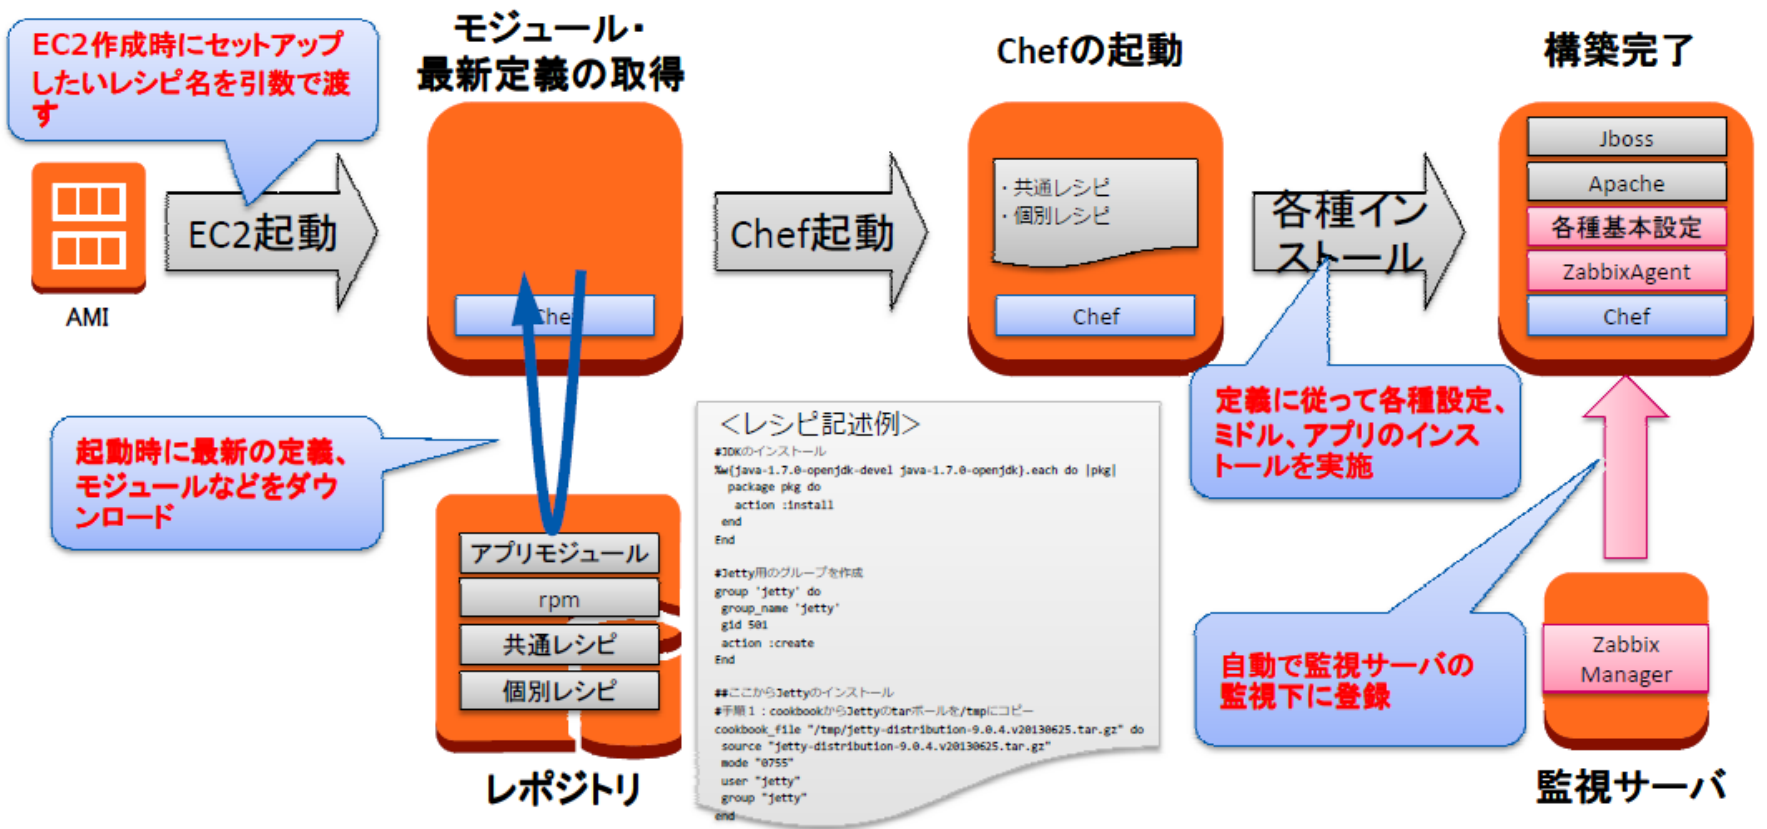 EC2作成時にセットアップ
したいレシピ名を引数で渡
す
AMI
EC2起動
モジュール・
最新定義の取得
Chef
起動時に最新の定義、
モジュールなどをダウ
ンロード
アプリモジュール
rpm
共通レシピ
個別レシピ
レポジトリ
Chef起動
Chefの起動
・共通レシピ
・個別レシピ
Chef
<レシピ記述例>
#JDKのインストール
%w{java-1.7.0-openjdk-devel java-1.7.0-openjdk}.each do |pkg|
package pkg do
action :install
end
End
#Jetty用のグループを作成
group 'jetty' do
group_name 'jetty'
gid 501
action :create
End
##ここからJettyのインストール
#手順1：cookbookからJettyのtarボールを/tmpにコピー
cookbook_file "/tmp/jetty-distribution-9.0.4.v20130625.tar.gz" do
source "jetty-distribution-9.0.4.v20130625.tar.gz"
mode "0755"
user "jetty"
group "jetty"
end
各種イン
ストール
定義に従って各種設定、
ミドル、アプリのインス
トールを実施
構築完了
Jboss
Apache
各種基本設定
ZabbixAgent
Chef
自動で監視サーバの
監視下に登録
Zabbix
Manager
監視サーバ